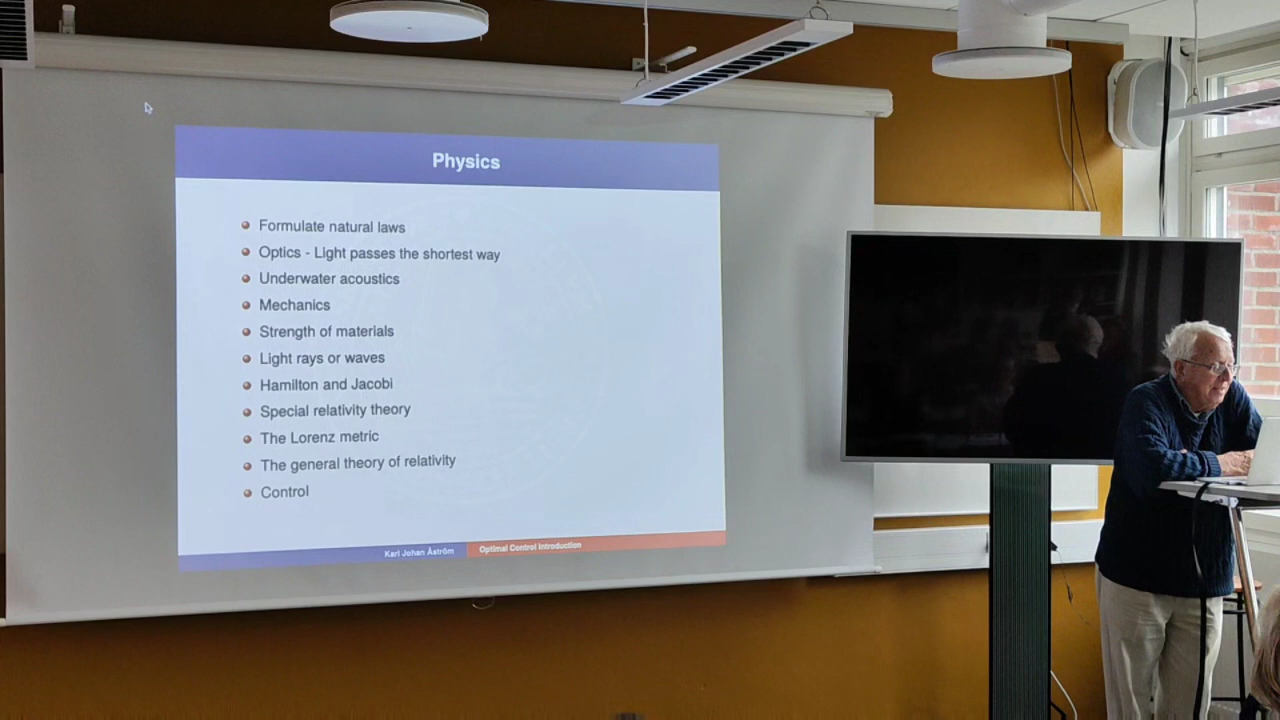 Physics
Formulate natural laws
Optics - Light passes the shortest way
Underwater acoustics
Mechanics
Strength of materials
Light rays or waves
Hamilton and Jacobi
Special relativity theory
The Lorenz metric
The general theory of relativity
Control
Karl Johan Åström
Optimal Control Introduction